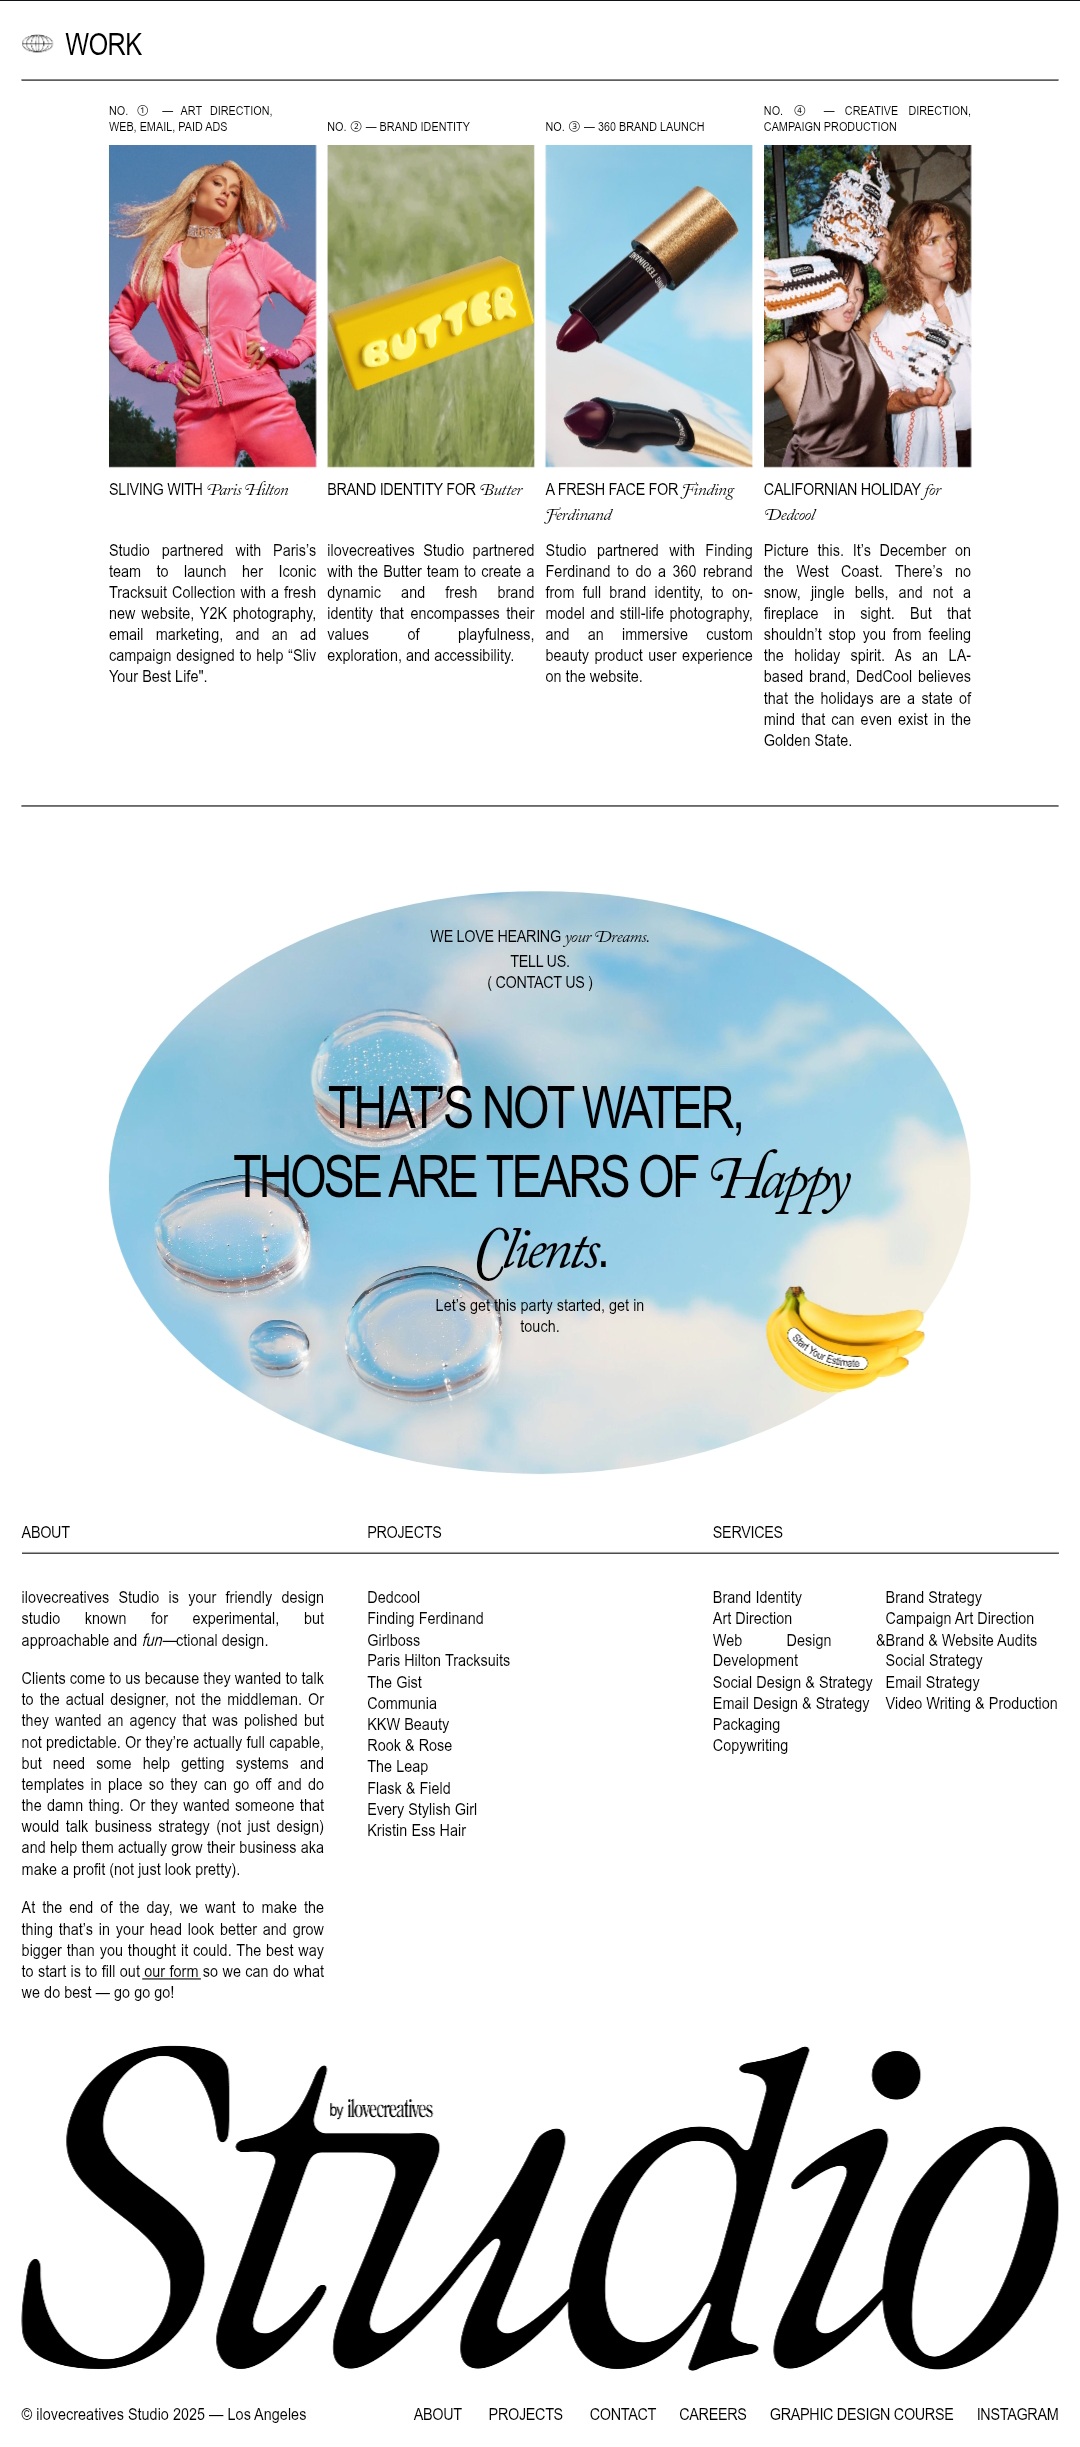 WORK
NO. ① — ART DIRECTION,
WEB, EMAIL, PAID ADS
SLIVING WITH Paris Hilton
Studio partnered with Paris’s
team to launch her Iconic
Tracksuit Collection with a fresh
new website, Y2K photography,
email marketing, and an ad
campaign designed to help “Sliv
Your Best Life".
NO. ② — BRAND IDENTITY
BUTTER
BRAND IDENTITY FOR Butter
ilovecreatives Studio partnered
with the Butter team to create a
dynamic and fresh brand
identity that encompasses their
values of playfulness,
exploration, and accessibility.
NO. ③ — 360 BRAND LAUNCH
FERDINAND
A FRESH FACE FOR Finding
Ferdinand
Studio partnered with Finding
Ferdinand to do a 360 rebrand
from full brand identity, to on-
model and still-life photography,
and an immersive custom
beauty product user experience
on the website.
NO. ④ — CREATIVE DIRECTION,
CAMPAIGN PRODUCTION
CALIFORNIAN HOLIDAY for
Dedcool
Picture this. It’s December on
the West Coast. There’s no
snow, jingle bells, and not a
fireplace in sight. But that
shouldn’t stop you from feeling
the holiday spirit. As an LA-
based brand, DedCool believes
that the holidays are a state of
mind that can even exist in the
Golden State.
WE LOVE HEARING your Dreams.
TELL US.
( CONTACT US )
THAT’S NOT WATER,
THOSE ARE TEARS OF Happy
Clients.
Let’s get this party started, get in
touch.
Start Your Estimate
ABOUT
ilovecreatives Studio is your friendly design
studio known for experimental, but
approachable and fun—ctional design.
Clients come to us because they wanted to talk
to the actual designer, not the middleman. Or
they wanted an agency that was polished but
not predictable. Or they’re actually full capable,
but need some help getting systems and
templates in place so they can go off and do
the damn thing. Or they wanted someone that
would talk business strategy (not just design)
and help them actually grow their business aka
make a profit (not just look pretty).
At the end of the day, we want to make the
thing that’s in your head look better and grow
bigger than you thought it could. The best way
to start is to fill out our form so we can do what
we do best — go go go!
PROJECTS
Dedcool
Finding Ferdinand
Girlboss
Paris Hilton Tracksuits
The Gist
Communia
KKW Beauty
Rook & Rose
The Leap
Flask & Field
Every Stylish Girl
Kristin Ess Hair
SERVICES
Brand Identity
Art Direction
Web Design &
Development
Social Design & Strategy
Email Design & Strategy
Packaging
Copywriting
Brand Strategy
Campaign Art Direction
Brand & Website Audits
Social Strategy
Email Strategy
Video Writing & Production
Studio
by ilovecreatives
© ilovecreatives Studio 2025 — Los Angeles
ABOUT PROJECTS CONTACT CAREERS GRAPHIC DESIGN COURSE INSTAGRAM